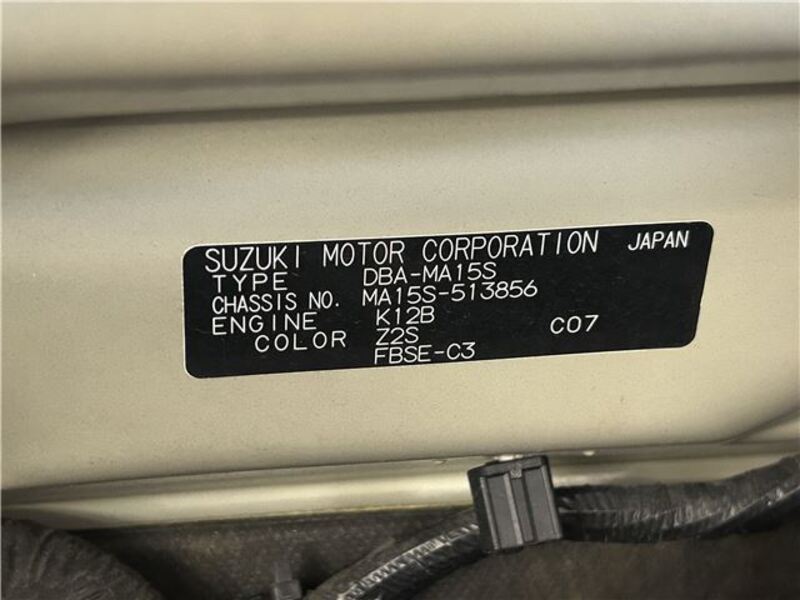 SUZUKI MOTOR CORPORATION JAPAN
TYPE DBA-MA15S
CHASSIS NO. MA15S-513856
ENGINE K12B
COLOR Z2S C07
FBSE-C3